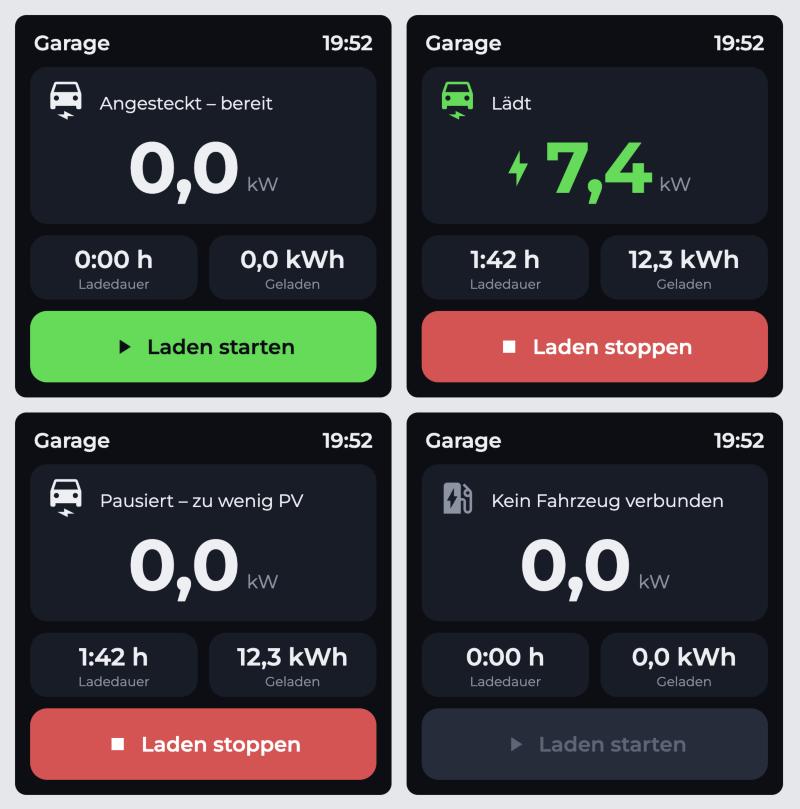 Garage 19:52
Angesteckt – bereit
0,0 kW
0:00 h 0,0 kWh
Ladedauer Geladen
Laden starten
Garage 19:52
Lädt
7,4 kW
1:42 h 12,3 kWh
Ladedauer Geladen
Laden stoppen
Garage 19:52
Pausiert – zu wenig PV
0,0 kW
1:42 h 12,3 kWh
Ladedauer Geladen
Laden stoppen
Garage 19:52
Kein Fahrzeug verbunden
0,0 kW
0:00 h 0,0 kWh
Ladedauer Geladen
Laden starten